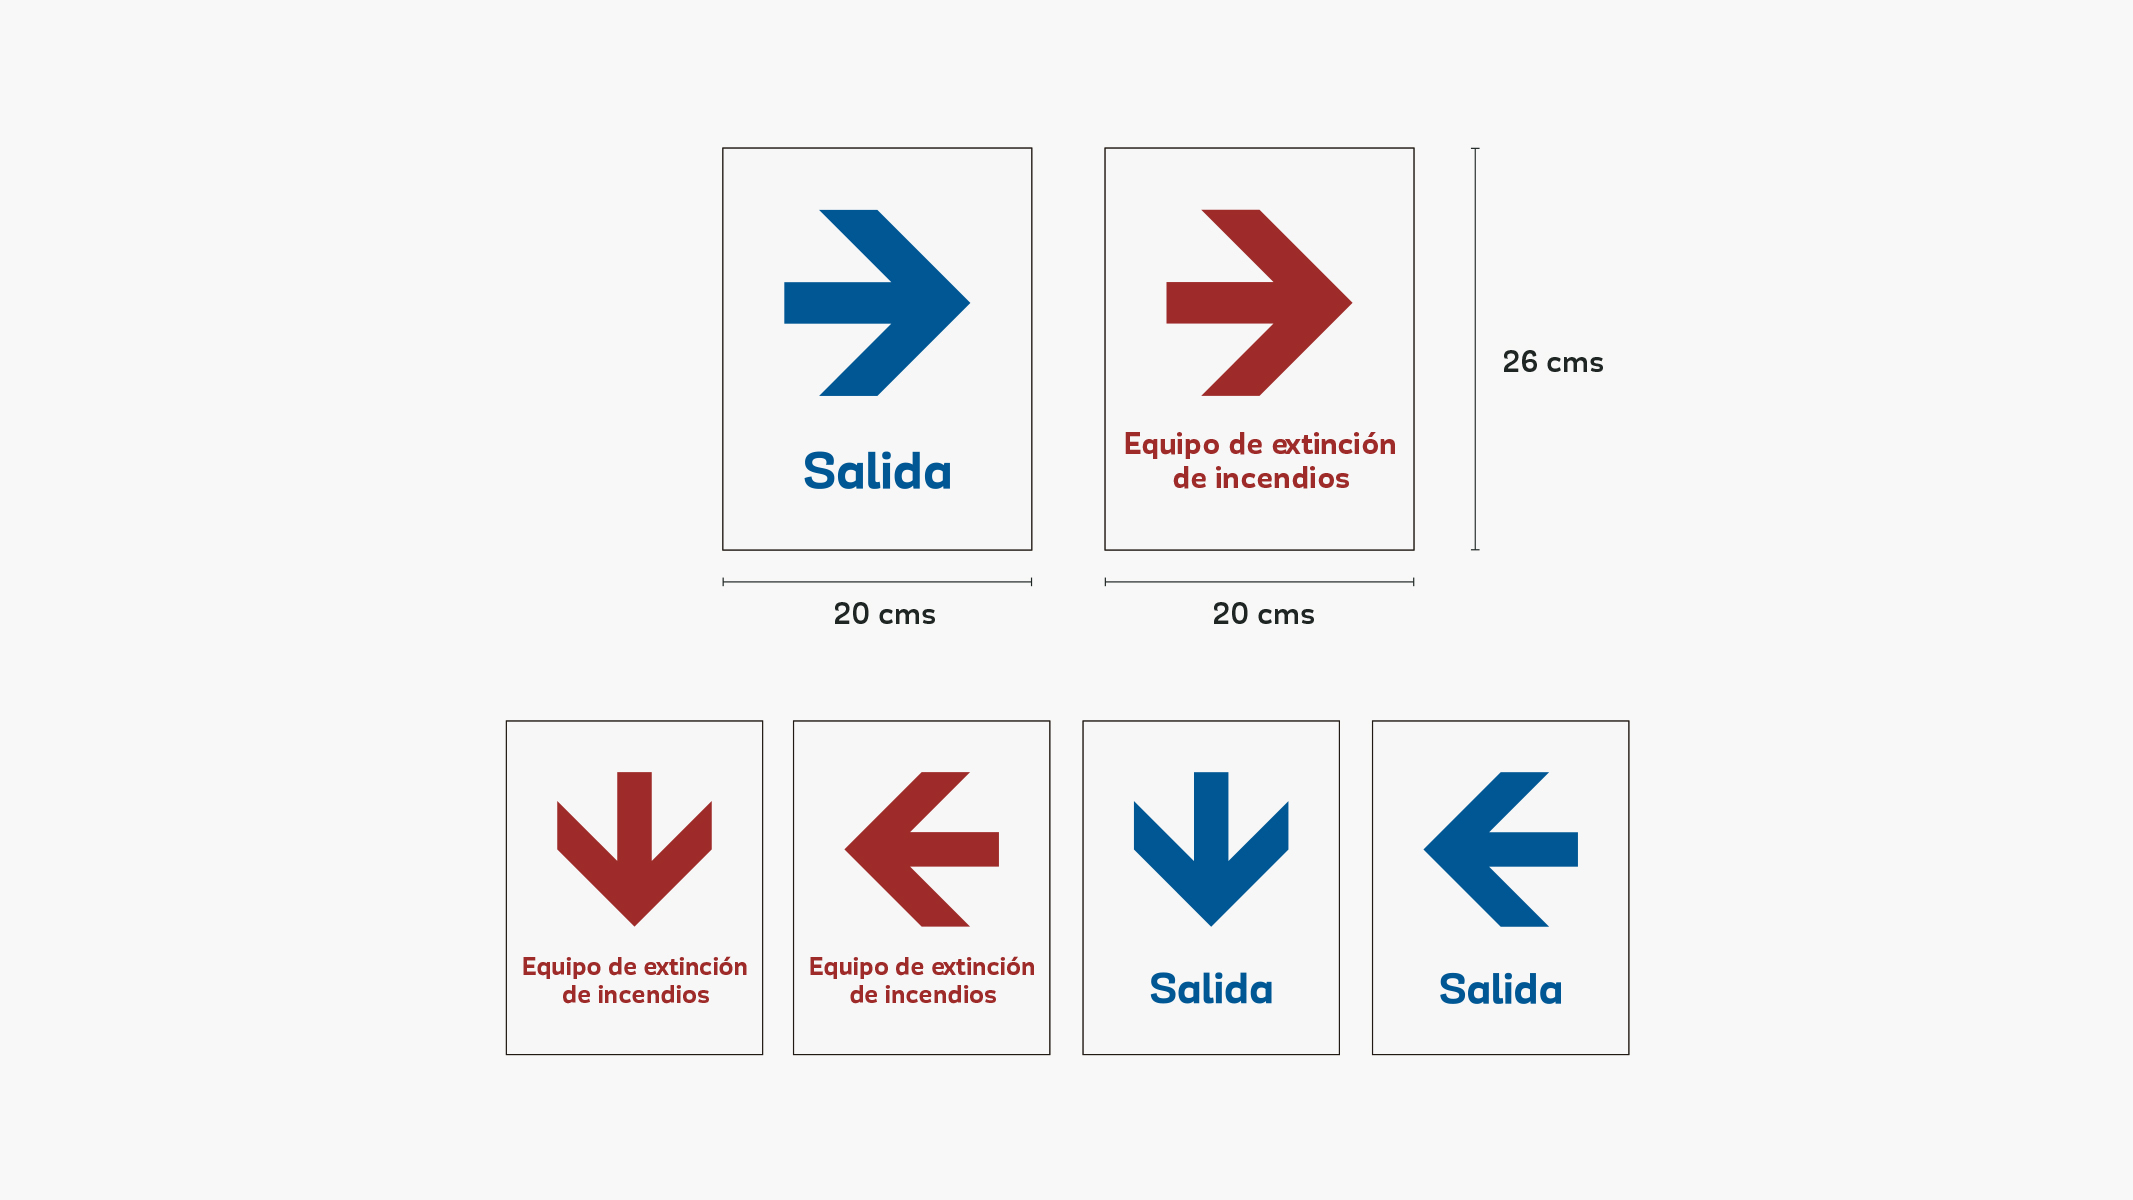 Salida
Equipo de extinción
de incendios
26 cms
20 cms
20 cms
Equipo de extinción
de incendios
Equipo de extinción
de incendios
Salida
Salida